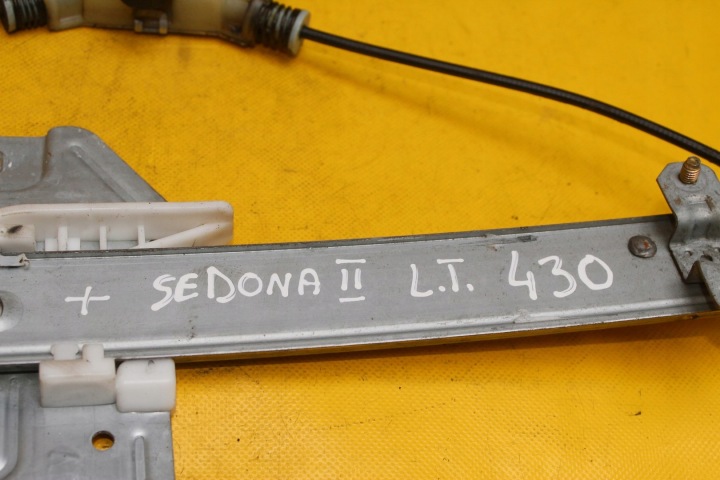 + SEDONA II L.T. 430